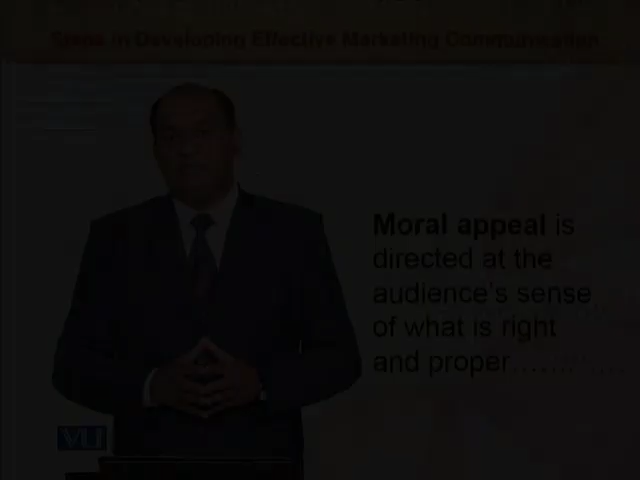 Steps in Developing Effective Marketing Communication
Moral appeal is
directed at the
audience's sense
of what is right
and proper……..…
VU